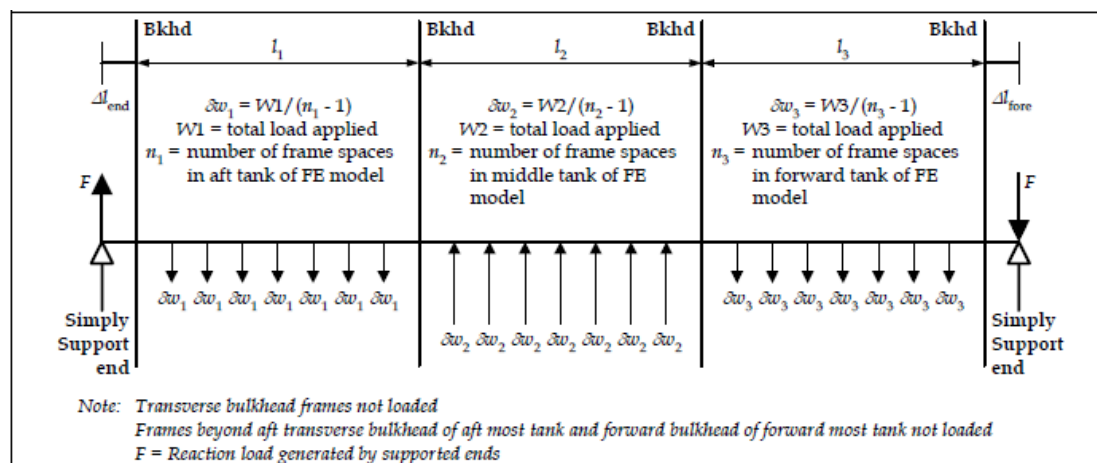 Bkhd
Bkhd
Bkhd
Bkhd
l1
l2
l3
Δlend
Δlfore
δw1 = W1/(n1 - 1)
W1 = total load applied
n1 = number of frame spaces
in aft tank of FE model
δw2 = W2/(n2 - 1)
W2 = total load applied
n2 = number of frame spaces
in middle tank of FE
model
δw3 = W3/(n3 - 1)
W3 = total load applied
n3 = number of frame spaces
in forward tank of FE
model
F
F
δw1 δw1 δw1 δw1 δw1 δw1 δw1
δw2 δw2 δw2 δw2 δw2 δw2 δw2
δw3 δw3 δw3 δw3 δw3 δw3 δw3
Simply
Support
end
Simply
Support
end
Note: Transverse bulkhead frames not loaded
Frames beyond aft transverse bulkhead of aft most tank and forward bulkhead of forward most tank not loaded
F = Reaction load generated by supported ends